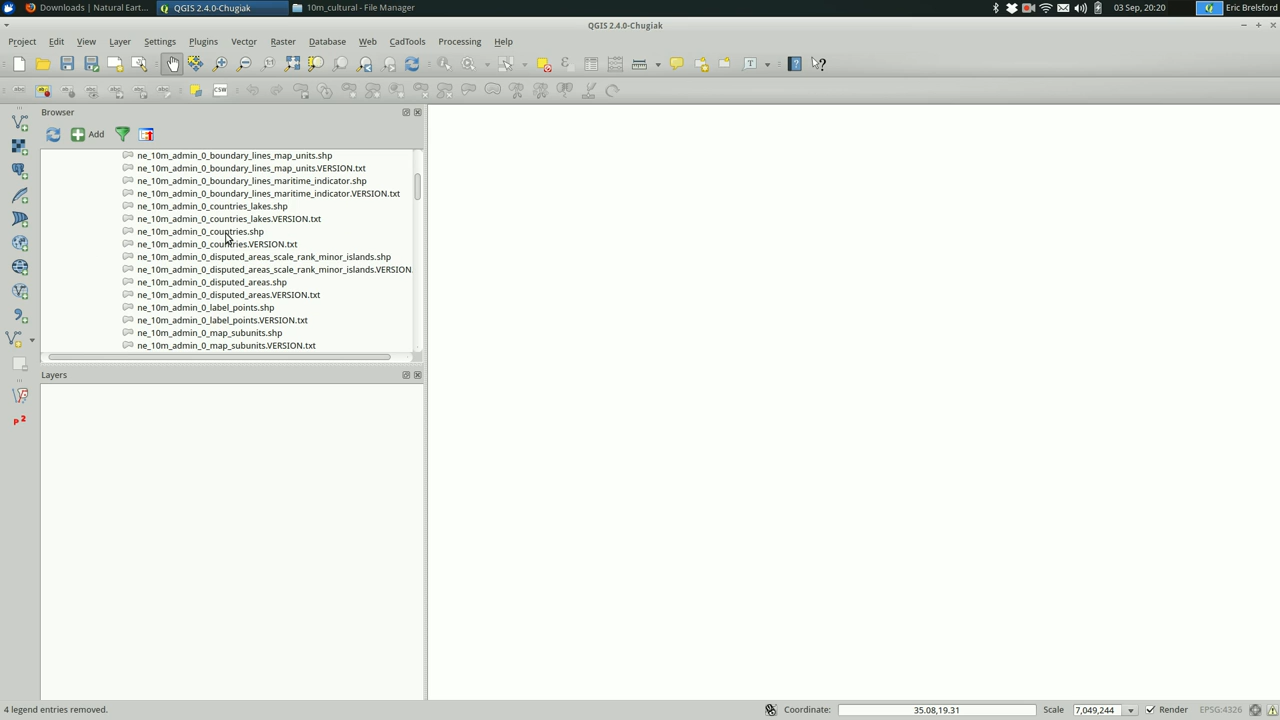 Downloads | Natural Eart...
QGIS 2.4.0-Chugiak
10m_cultural - File Manager
03 Sep, 20:20
Eric Brelsford
QGIS 2.4.0-Chugiak
Project Edit View Layer Settings Plugins Vector Raster Database Web CadTools Processing Help
Browser
Add
ne_10m_admin_0_boundary_lines_map_units.shp
ne_10m_admin_0_boundary_lines_map_units.VERSION.txt
ne_10m_admin_0_boundary_lines_maritime_indicator.shp
ne_10m_admin_0_boundary_lines_maritime_indicator.VERSION.txt
ne_10m_admin_0_countries_lakes.shp
ne_10m_admin_0_countries_lakes.VERSION.txt
ne_10m_admin_0_countries.shp
ne_10m_admin_0_countries.VERSION.txt
ne_10m_admin_0_disputed_areas_scale_rank_minor_islands.shp
ne_10m_admin_0_disputed_areas_scale_rank_minor_islands.VERSION.
ne_10m_admin_0_disputed_areas.shp
ne_10m_admin_0_disputed_areas.VERSION.txt
ne_10m_admin_0_label_points.shp
ne_10m_admin_0_label_points.VERSION.txt
ne_10m_admin_0_map_subunits.shp
ne_10m_admin_0_map_subunits.VERSION.txt
Layers
4 legend entries removed.
Coordinate: 35.08,19.31 Scale 7,049,244 Render EPSG:4326